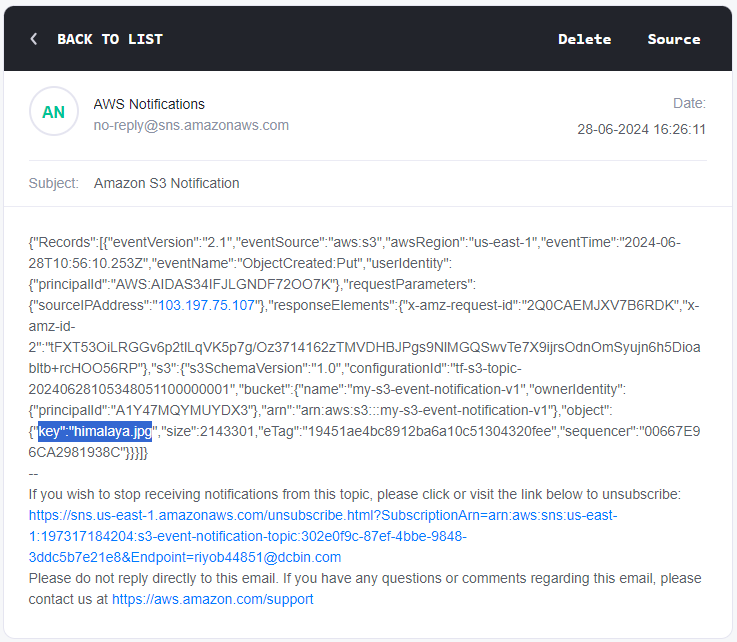 BACK TO LIST
Delete
Source
AN
AWS Notifications
no-reply@sns.amazonaws.com
Date:
28-06-2024 16:26:11
Subject: Amazon S3 Notification
{"Records":[{"eventVersion":"2.1","eventSource":"aws:s3","awsRegion":"us-east-1","eventTime":"2024-06-
28T10:56:10.253Z","eventName":"ObjectCreated:Put","userIdentity":
{"principalId":"AWS:AIDAS34IFJLGNDF72OO7K"},"requestParameters":
{"sourceIPAddress":"103.197.75.107"},"responseElements":{"x-amz-request-id":"2Q0CAEMJXV7B6RDK","x-
amz-id-
2":"tFXT53OiLRGGv6p2tlLqVK5p7g/Oz3714162zTMVDHBJPgs9NlMGQSwvTe7X9ijrsOdnOmSyujn6h5Dioa
bltb+rcHOO56RP"},"s3":{"s3SchemaVersion":"1.0","configurationId":"tf-s3-topic-
20240628105348051100000001","bucket":{"name":"my-s3-event-notification-v1","ownerIdentity":
{"principalId":"A1Y47MQYMUYDX3"},"arn":"arn:aws:s3:::my-s3-event-notification-v1"},"object":
{"key":"himalaya.jpg","size":2143301,"eTag":"19451ae4bc8912ba6a10c51304320fee","sequencer":"00667E9
6CA2981938C"}}}]}
--
If you wish to stop receiving notifications from this topic, please click or visit the link below to unsubscribe:
https://sns.us-east-1.amazonaws.com/unsubscribe.html?SubscriptionArn=arn:aws:sns:us-east-
1:197317184204:s3-event-notification-topic:302e0f9c-87ef-4bbe-9848-
3ddc5b7e21e8&Endpoint=riyob44851@dcbin.com
Please do not reply directly to this email. If you have any questions or comments regarding this email, please
contact us at https://aws.amazon.com/support